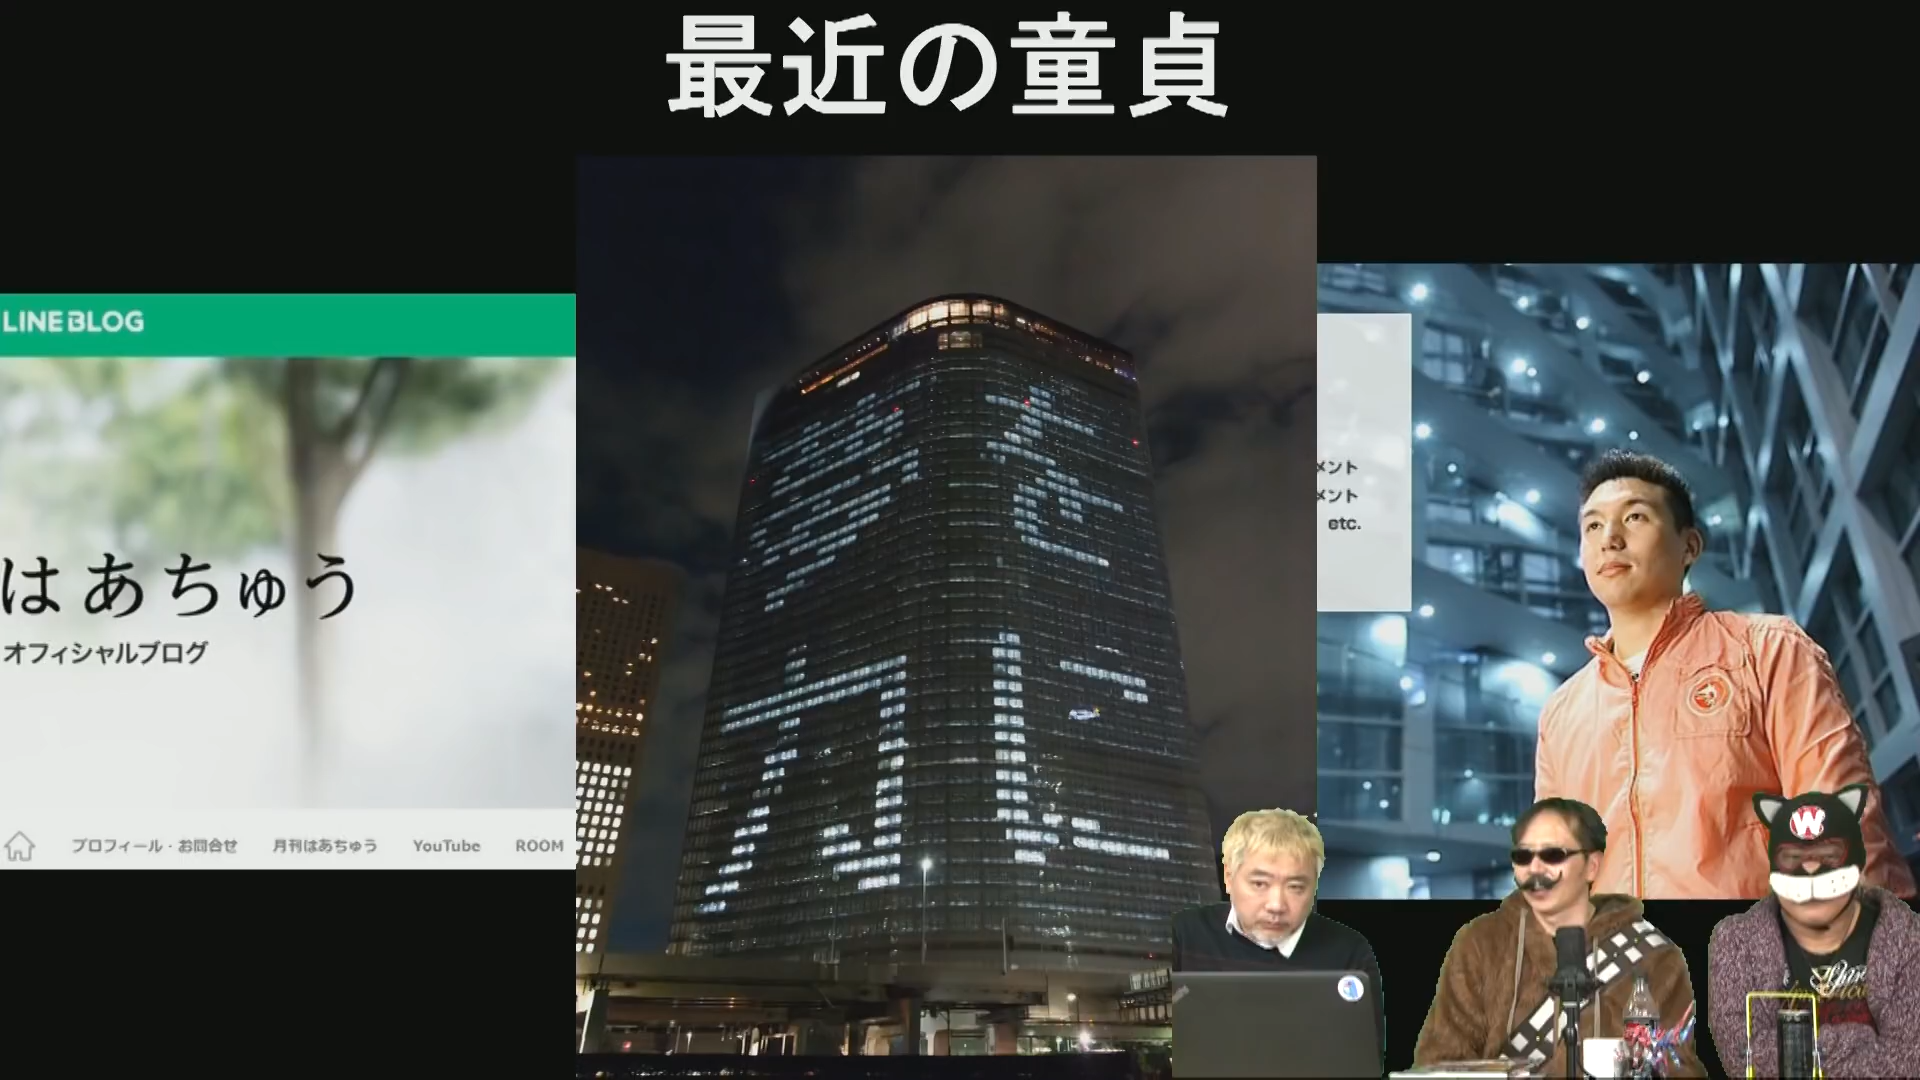 最近の童貞
LINE BLOG
はあちゅう
オフィシャルブログ
プロフィール・お問合せ 月刊はあちゅう YouTube ROOM
メント
メント
etc.
W